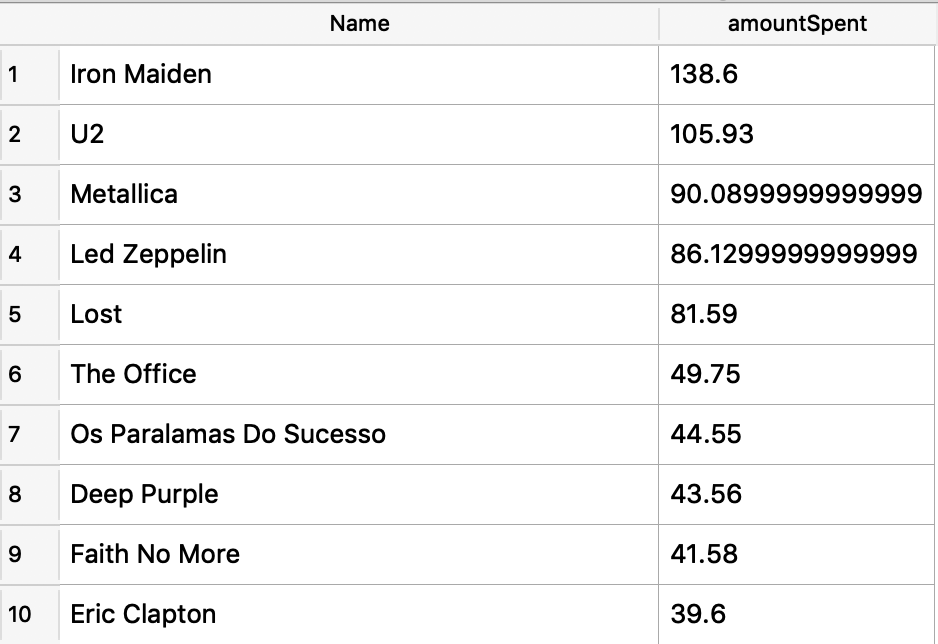 Name amountSpent
1 Iron Maiden 138.6
2 U2 105.93
3 Metallica 90.0899999999999
4 Led Zeppelin 86.1299999999999
5 Lost 81.59
6 The Office 49.75
7 Os Paralamas Do Sucesso 44.55
8 Deep Purple 43.56
9 Faith No More 41.58
10 Eric Clapton 39.6